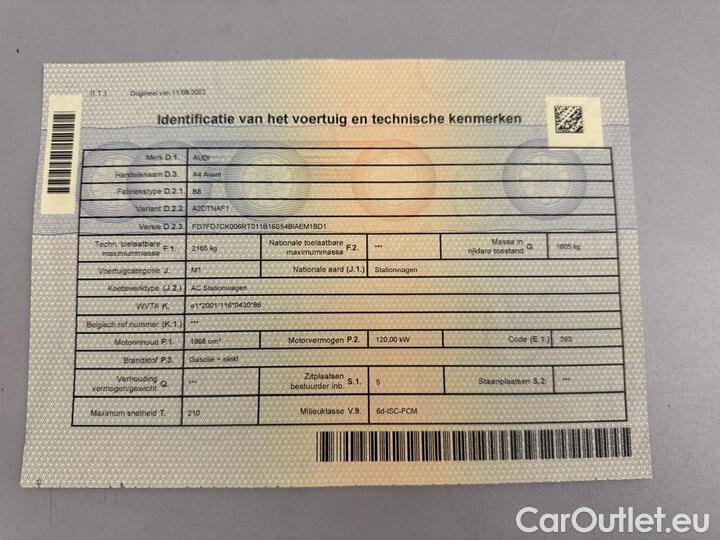 (I.T.) Origineel van 11/08/2022
Identificatie van het voertuig en technische kenmerken
Merk D.1. AUDI
Handelsnaam D.3. A4 Avant
Fabriekstype D.2.1. B8
Variant D.2.2. A2DTNAF1
Versie D.2.3. FD7FD7CK006RT011B16S54BIAEM1BD1
Techn. toelaatbare maximummassa F.1. 2165 kg Nationale toelaatbare maximummassa F.2. *** Massa in rijklare toestand G. 1605 kg
Voertuigcategorie J. M1 Nationale aard (J.1.) Stationwagen
Koetswerktype (J.2.) AC Stationwagen
WVTA K. e1*2001/116*0430*86
Belgisch ref.nummer (K.1.) ***
Motorinhoud P.1. 1968 cm³ Motorvermogen P.2. 120,00 kW Code (E.1.) 263
Brandstof P.3. Gasolie + elekt
Verhouding vermogen/gewicht Q. *** Zitplaatsen bestuurder inb. S.1. 5 Staanplaatsen S.2. ***
Maximum snelheid T. 210 Milieuklasse V.9. 6d-ISC-FCM
CarOutlet.eu